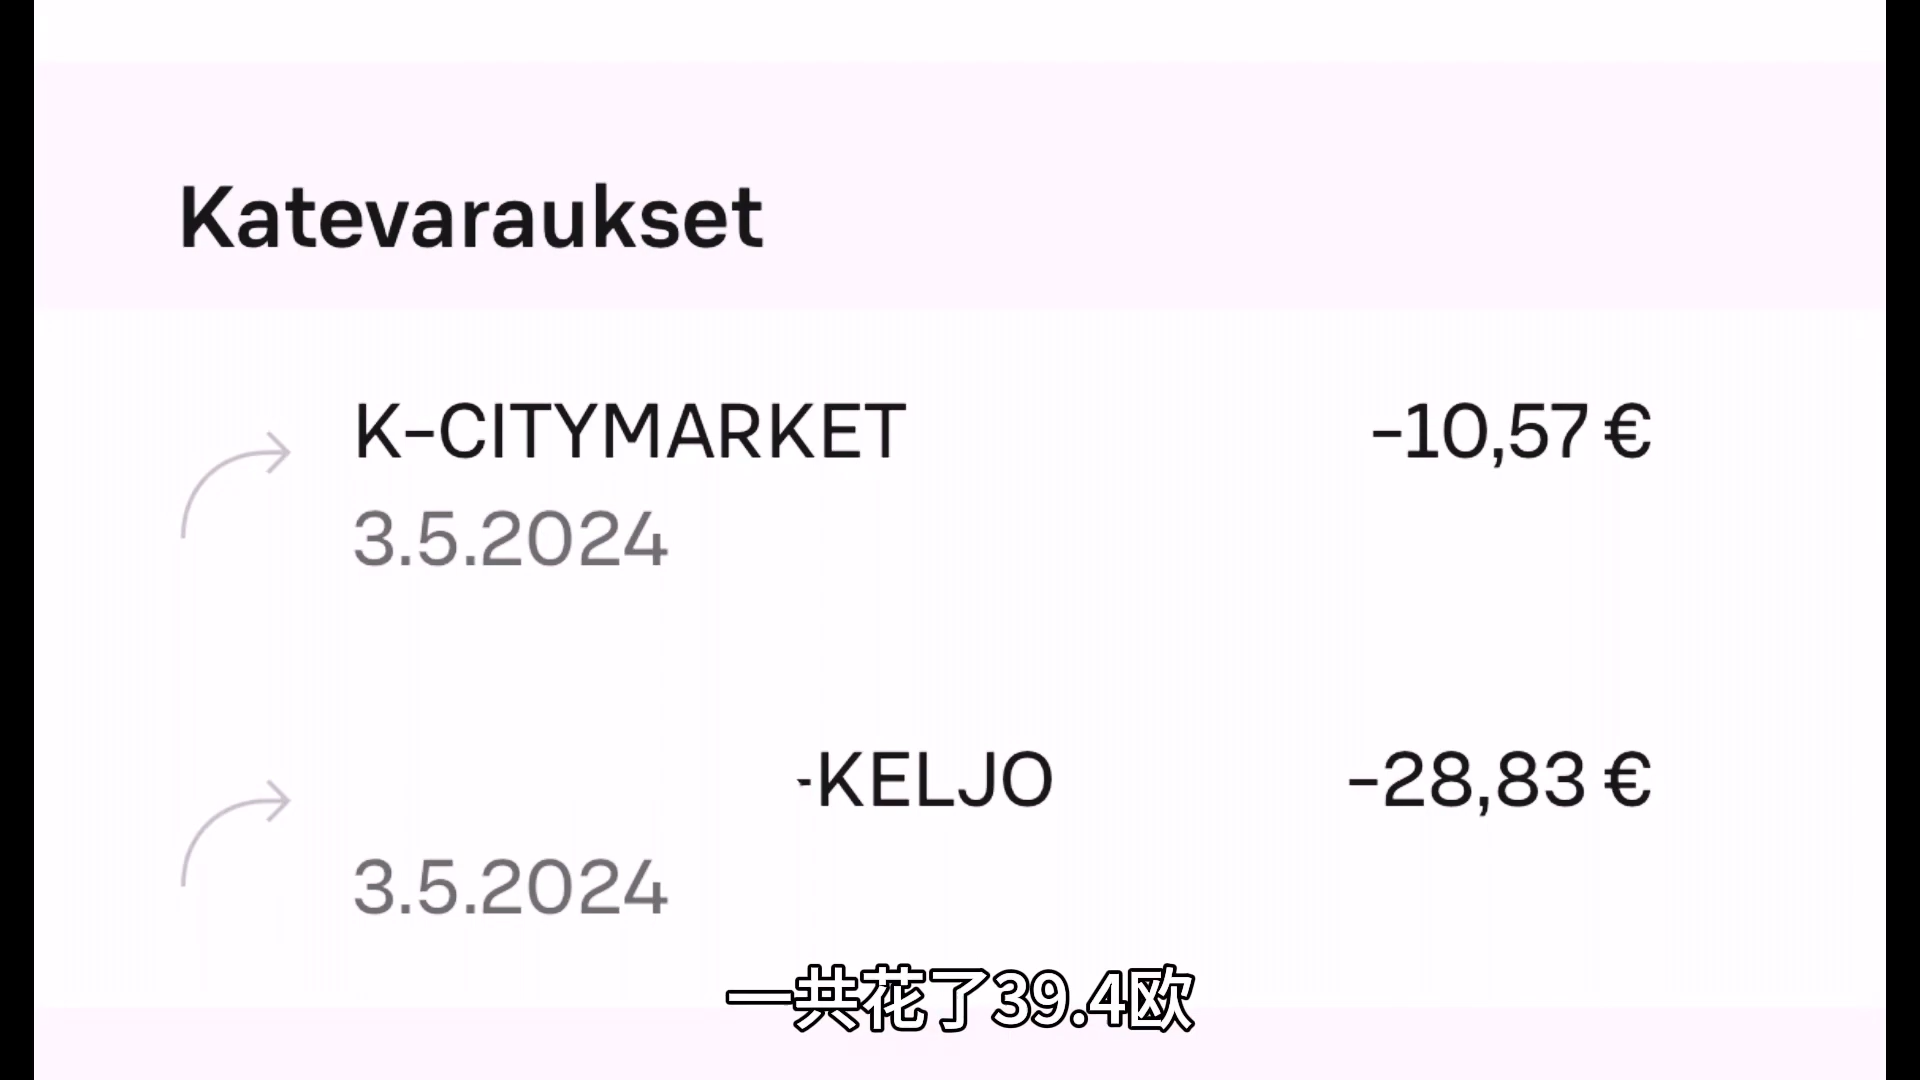 Katevaraukset
K-CITYMARKET -10,57 €
3.5.2024
-KELJO -28,83 €
3.5.2024
一共花了39.4欧